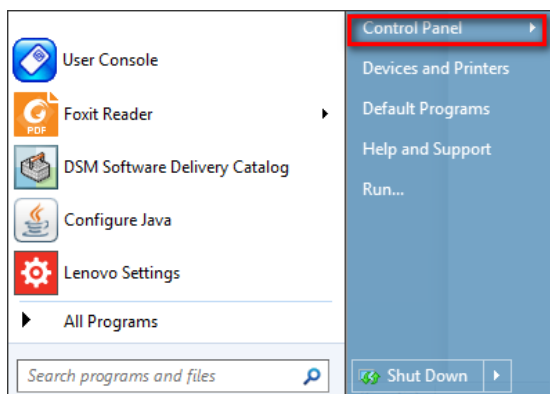 User Console
Foxit Reader
PDF
DSM Software Delivery Catalog
Configure Java
Lenovo Settings
All Programs
Search programs and files
Control Panel
Devices and Printers
Default Programs
Help and Support
Run...
Shut Down